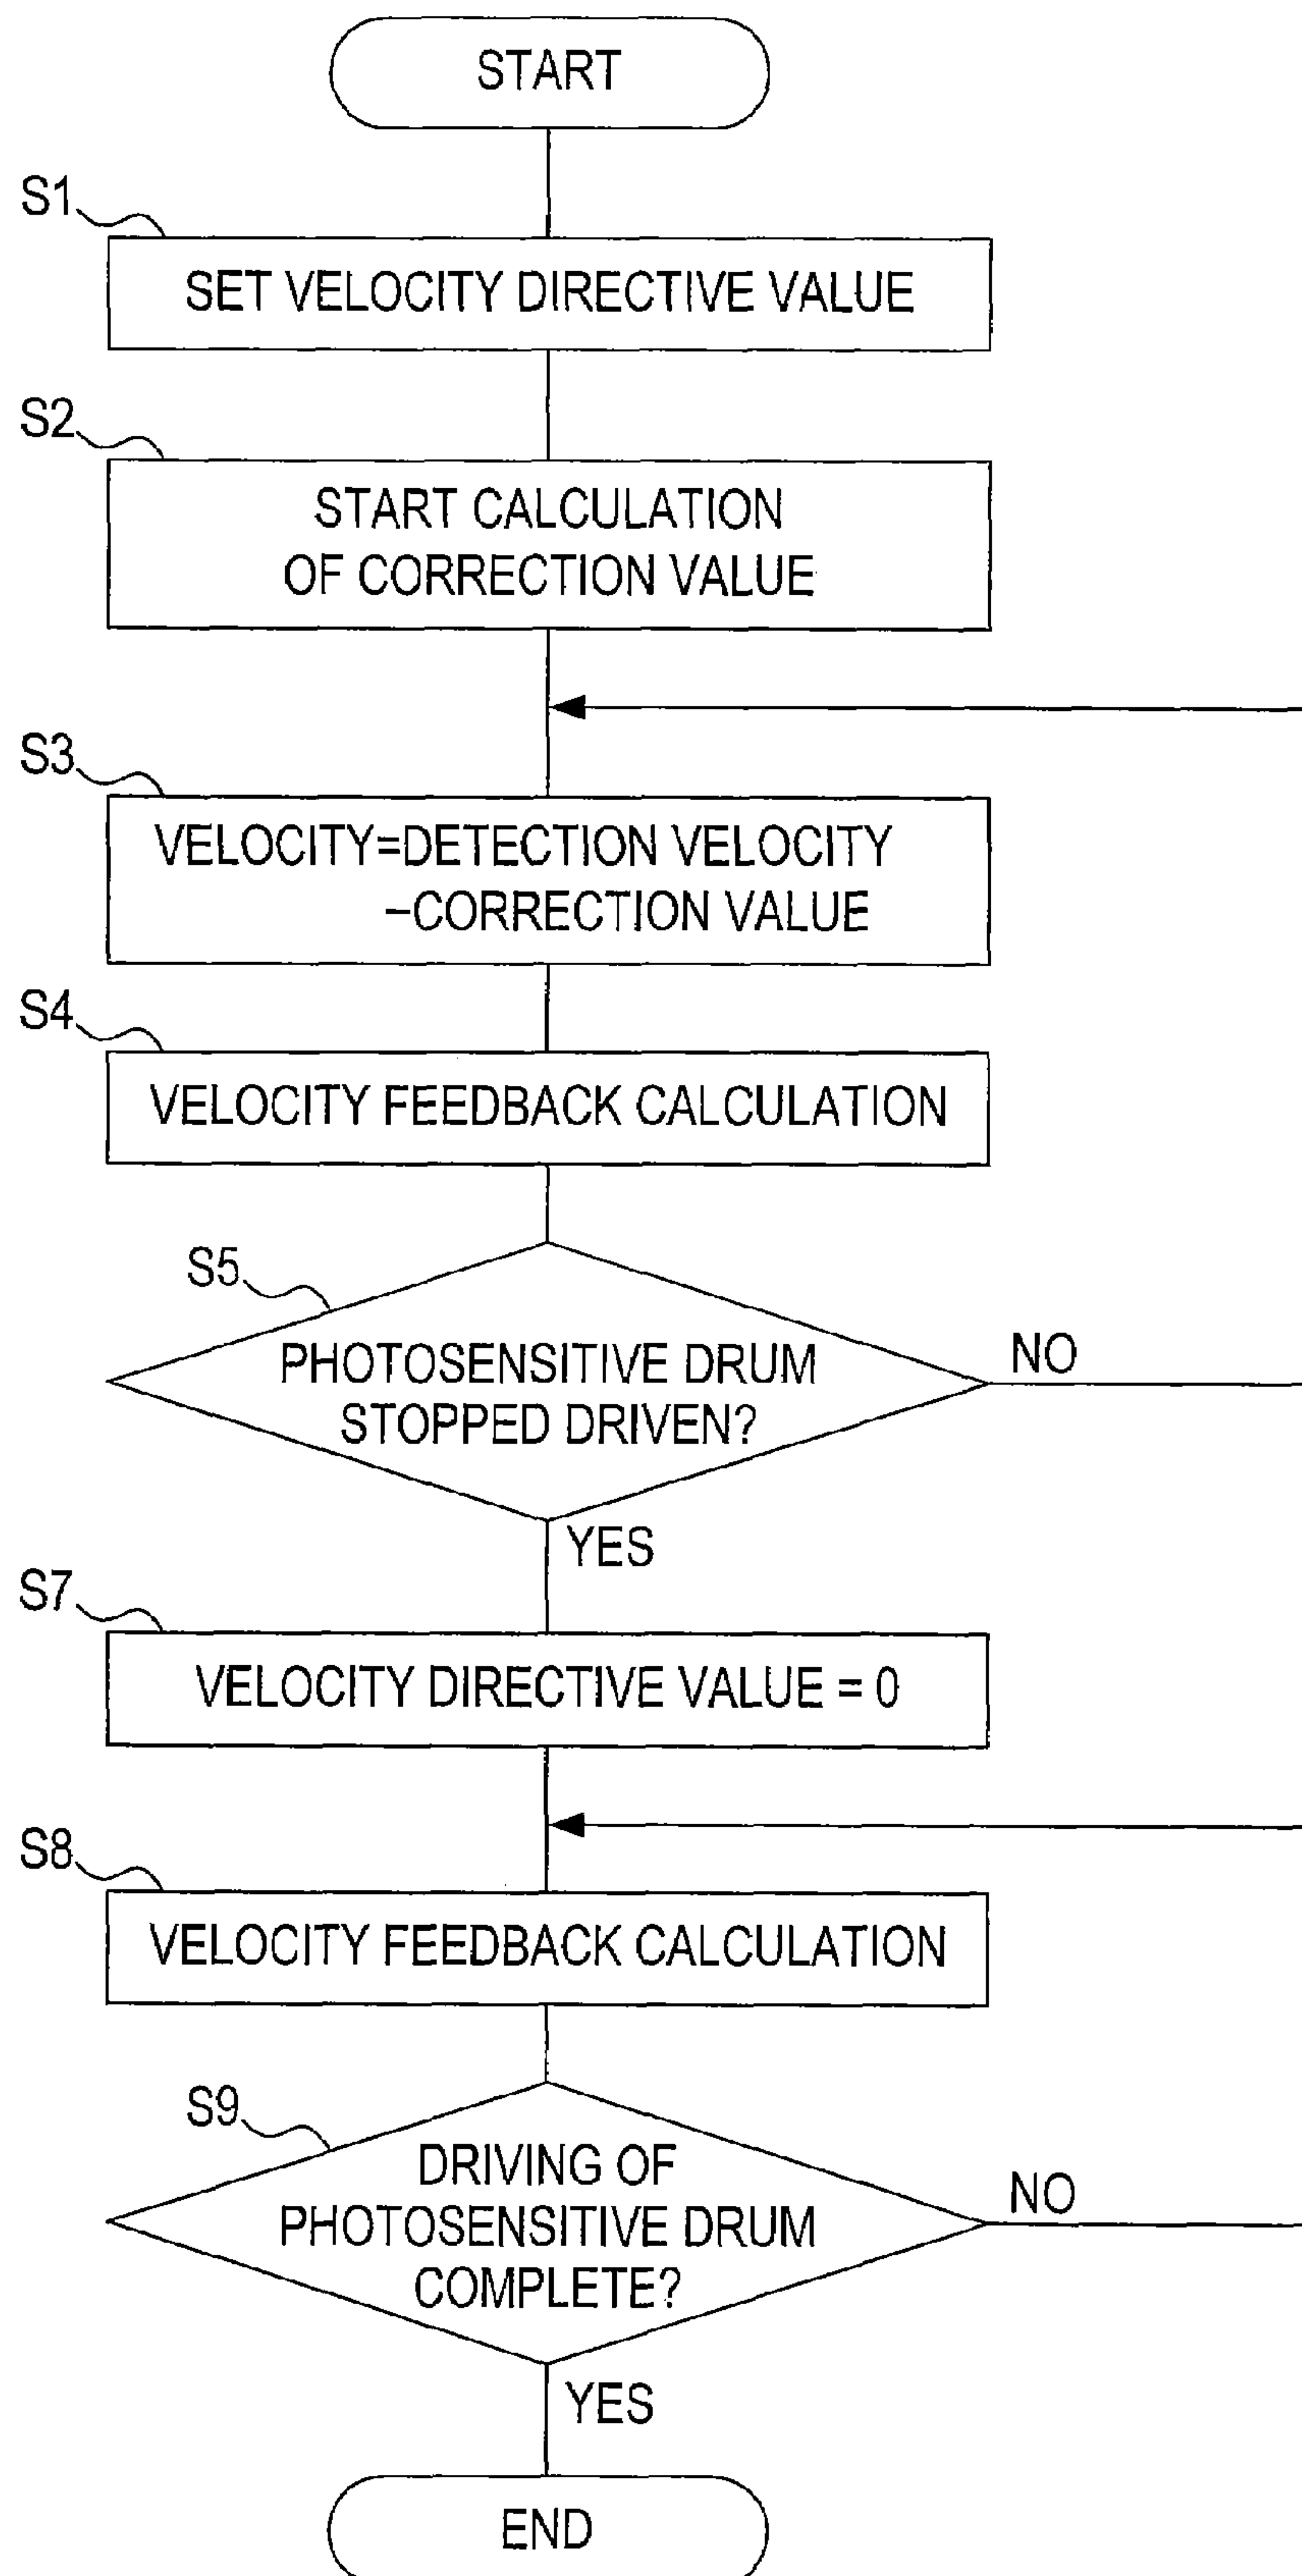 START
S1
SET VELOCITY DIRECTIVE VALUE
S2
START CALCULATION
OF CORRECTION VALUE
S3
VELOCITY=DETECTION VELOCITY
−CORRECTION VALUE
S4
VELOCITY FEEDBACK CALCULATION
S5
PHOTOSENSITIVE DRUM
STOPPED DRIVEN?
NO
YES
S7
VELOCITY DIRECTIVE VALUE = 0
S8
VELOCITY FEEDBACK CALCULATION
S9
DRIVING OF
PHOTOSENSITIVE DRUM
COMPLETE?
NO
YES
END